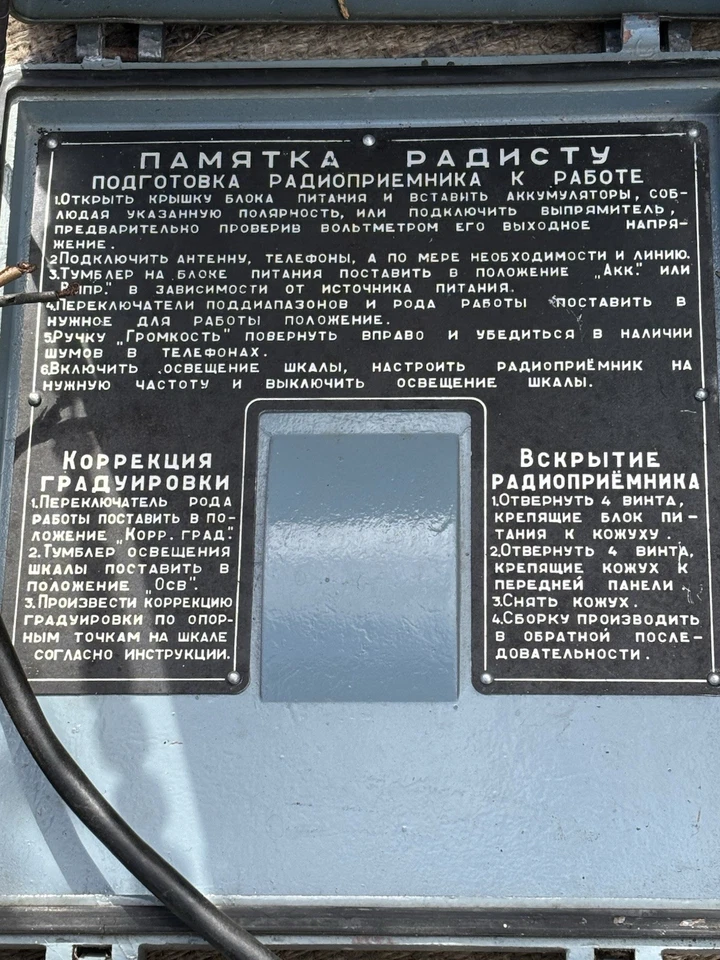 ПАМЯТКА РАДИСТУ
ПОДГОТОВКА РАДИОПРИЕМНИКА К РАБОТЕ
1.ОТКРЫТЬ КРЫШКУ БЛОКА ПИТАНИЯ И ВСТАВИТЬ АККУМУЛЯТОРЫ, СОБ-
ЛЮДАЯ УКАЗАННУЮ ПОЛЯРНОСТЬ, ИЛИ ПОДКЛЮЧИТЬ ВЫПРЯМИТЕЛЬ,
ПРЕДВАРИТЕЛЬНО ПРОВЕРИВ ВОЛЬТМЕТРОМ ЕГО ВЫХОДНОЕ НАПРЯ-
ЖЕНИЕ.
2.ПОДКЛЮЧИТЬ АНТЕННУ, ТЕЛЕФОНЫ, А ПО МЕРЕ НЕОБХОДИМОСТИ И ЛИНИЮ.
3.ТУМБЛЕР НА БЛОКЕ ПИТАНИЯ ПОСТАВИТЬ В ПОЛОЖЕНИЕ „АКК." ИЛИ
„ВЫПР." В ЗАВИСИМОСТИ ОТ ИСТОЧНИКА ПИТАНИЯ.
4.ПЕРЕКЛЮЧАТЕЛИ ПОДДИАПАЗОНОВ И РОДА РАБОТЫ ПОСТАВИТЬ В
НУЖНОЕ ДЛЯ РАБОТЫ ПОЛОЖЕНИЕ.
5.РУЧКУ „ГРОМКОСТЬ" ПОВЕРНУТЬ ВПРАВО И УБЕДИТЬСЯ В НАЛИЧИИ
ШУМОВ В ТЕЛЕФОНАХ.
6.ВКЛЮЧИТЬ ОСВЕЩЕНИЕ ШКАЛЫ, НАСТРОИТЬ РАДИОПРИЁМНИК НА
НУЖНУЮ ЧАСТОТУ И ВЫКЛЮЧИТЬ ОСВЕЩЕНИЕ ШКАЛЫ.
КОРРЕКЦИЯ
ГРАДУИРОВКИ
1.ПЕРЕКЛЮЧАТЕЛЬ РОДА
РАБОТЫ ПОСТАВИТЬ В ПО-
ЛОЖЕНИЕ „КОРР. ГРАД."
2.ТУМБЛЕР ОСВЕЩЕНИЯ
ШКАЛЫ ПОСТАВИТЬ В
ПОЛОЖЕНИЕ „ОСВ".
3.ПРОИЗВЕСТИ КОРРЕКЦИЮ
ГРАДУИРОВКИ ПО ОПОР-
НЫМ ТОЧКАМ НА ШКАЛЕ
СОГЛАСНО ИНСТРУКЦИИ.
ВСКРЫТИЕ
РАДИОПРИЁМНИКА
1.ОТВЕРНУТЬ 4 ВИНТА,
КРЕПЯЩИЕ БЛОК ПИ-
ТАНИЯ К КОЖУХУ.
2.ОТВЕРНУТЬ 4 ВИНТА,
КРЕПЯЩИЕ КОЖУХ К
ПЕРЕДНЕЙ ПАНЕЛИ.
3.СНЯТЬ КОЖУХ.
4.СБОРКУ ПРОИЗВОДИТЬ
В ОБРАТНОЙ ПОСЛЕ-
ДОВАТЕЛЬНОСТИ.